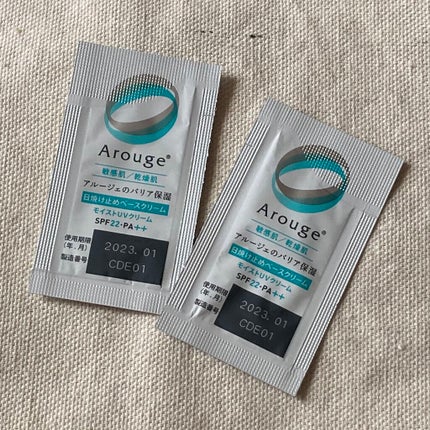 Arouge®
敏感肌/乾燥肌
アルージェのバリア保湿
日焼け止めベースクリーム
モイストUVクリーム
SPF22・PA++
使用期限
(年.月)
2023. 01
製造番号
CDE01
Arouge®
敏感肌/乾燥肌
アルージェのバリア保湿
日焼け止めベースクリーム
モイストUVクリーム
SPF22・PA++
使用期限
(年.月)
2023. 01
製造番号
CDE01